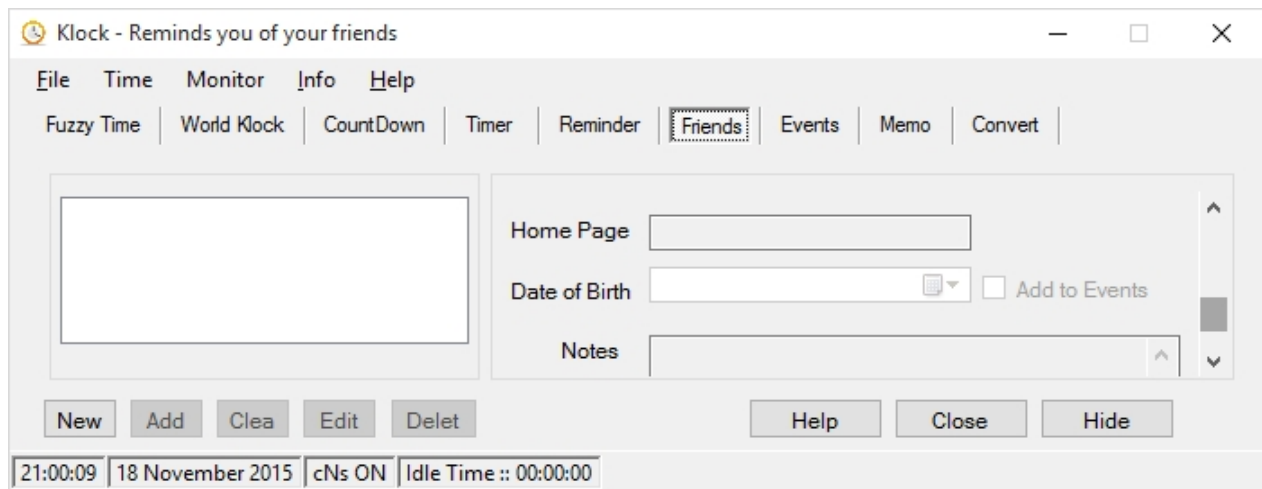 Klock - Reminds you of your friends
File Time Monitor Info Help
Fuzzy Time World Klock CountDown Timer Reminder Friends Events Memo Convert
Home Page
Date of Birth Add to Events
Notes
New Add Clea Edit Delet Help Close Hide
21:00:09 18 November 2015 cNs ON Idle Time :: 00:00:00